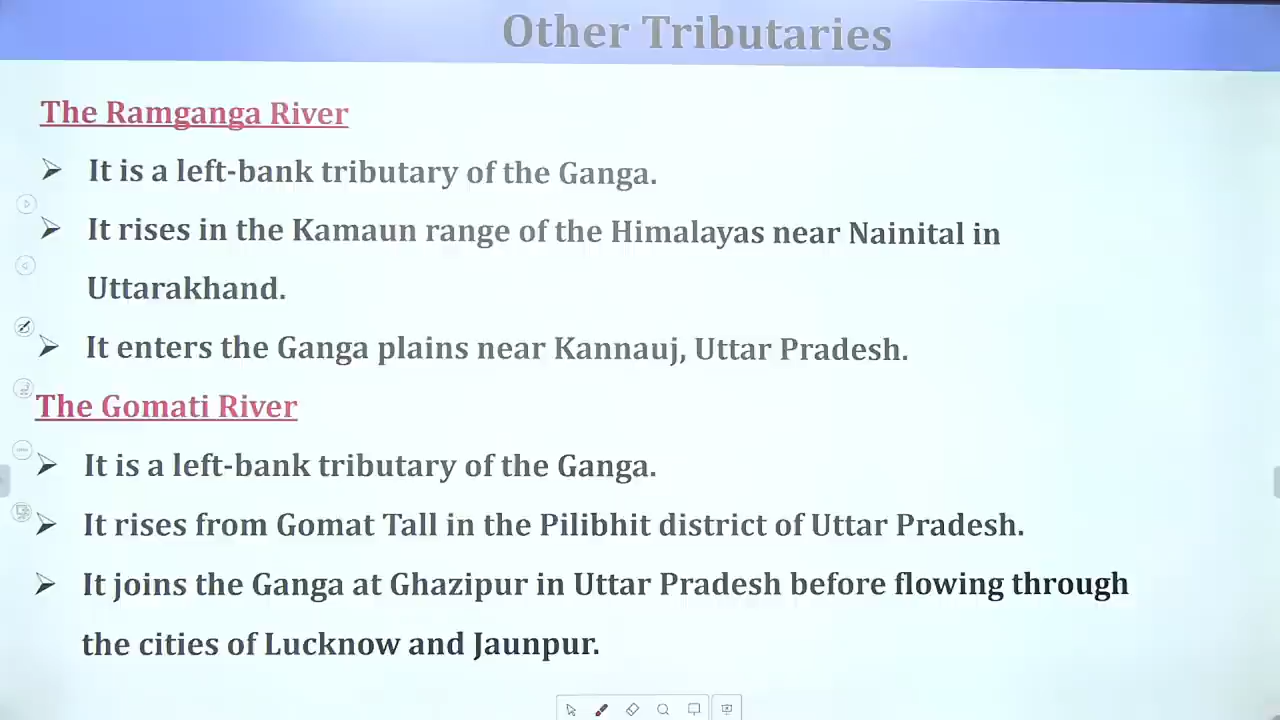 Other Tributaries
The Ramganga River
➢ It is a left-bank tributary of the Ganga.
➢ It rises in the Kamaun range of the Himalayas near Nainital in
Uttarakhand.
➢ It enters the Ganga plains near Kannauj, Uttar Pradesh.
The Gomati River
➢ It is a left-bank tributary of the Ganga.
➢ It rises from Gomat Tall in the Pilibhit district of Uttar Pradesh.
➢ It joins the Ganga at Ghazipur in Uttar Pradesh before flowing through
the cities of Lucknow and Jaunpur.